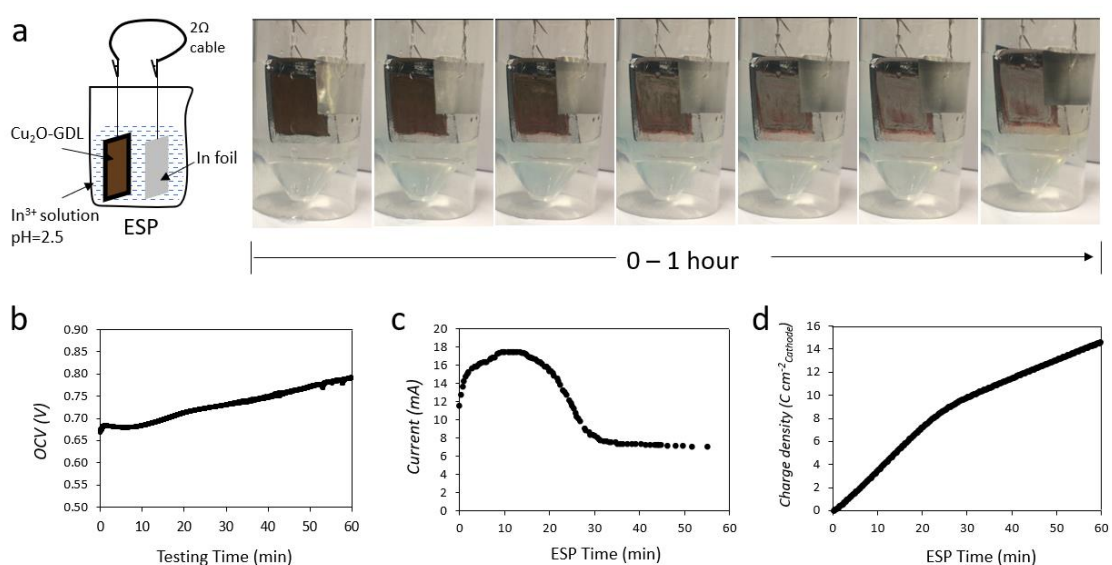 a
2Ω
cable
Cu₂O-GDL
In foil
In³⁺ solution
pH=2.5
ESP
0 – 1 hour
b
OCV (V)
0.90
0.85
0.80
0.75
0.70
0.65
0.60
0.55
0.50
0 10 20 30 40 50 60
Testing Time (min)
c
Current (mA)
20
18
16
14
12
10
8
6
4
2
0
0 10 20 30 40 50 60
ESP Time (min)
d
Charge density (C cm⁻²Cathode)
16
14
12
10
8
6
4
2
0
0 10 20 30 40 50 60
ESP Time (min)